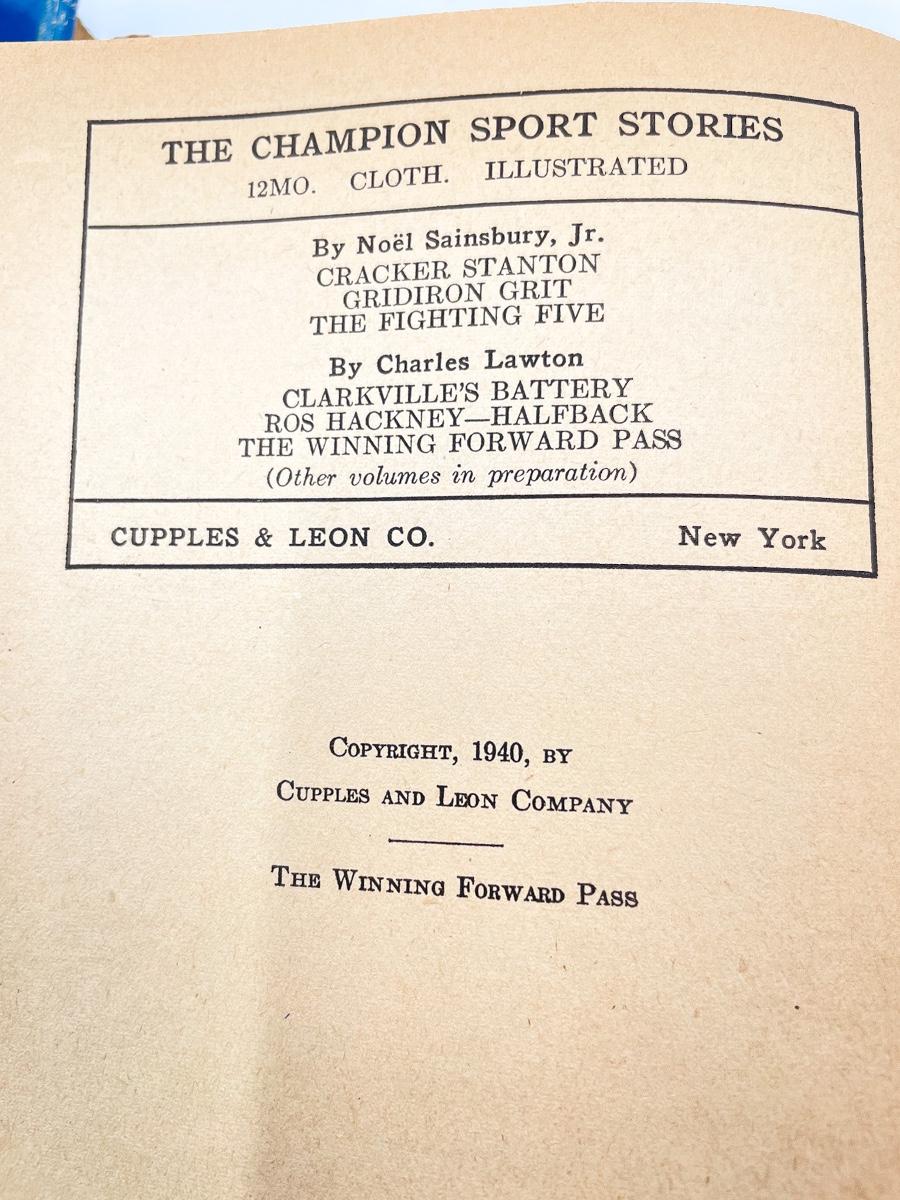 THE CHAMPION SPORT STORIES
12MO. CLOTH. ILLUSTRATED
By Noël Sainsbury, Jr.
CRACKER STANTON
GRIDIRON GRIT
THE FIGHTING FIVE
By Charles Lawton
CLARKVILLE'S BATTERY
ROS HACKNEY—HALFBACK
THE WINNING FORWARD PASS
(Other volumes in preparation)
CUPPLES & LEON CO. New York
COPYRIGHT, 1940, BY
CUPPLES AND LEON COMPANY
THE WINNING FORWARD PASS